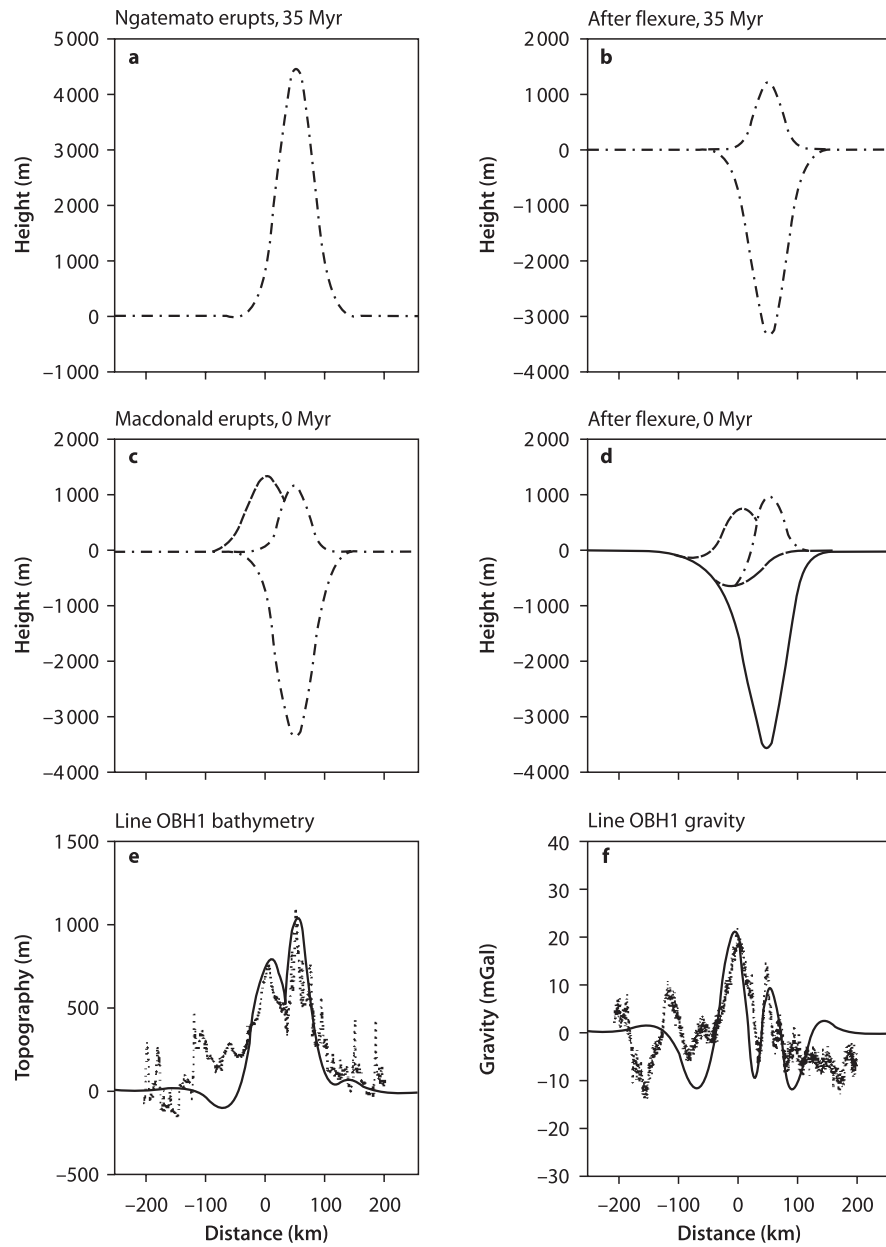 Ngatemato erupts, 35 Myr
a
5 000
4 000
3 000
2 000
1 000
0
–1 000
Height (m)
After flexure, 35 Myr
b
2 000
1 000
0
–1 000
–2 000
–3 000
–4 000
Height (m)
Macdonald erupts, 0 Myr
c
2 000
1 000
0
–1 000
–2 000
–3 000
–4 000
Height (m)
After flexure, 0 Myr
d
2 000
1 000
0
–1 000
–2 000
–3 000
–4 000
Height (m)
Line OBH1 bathymetry
e
1 500
1 000
500
0
–500
Topography (m)
–200 –100 0 100 200
Distance (km)
Line OBH1 gravity
f
40
30
20
10
0
–10
–20
–30
Gravity (mGal)
–200 –100 0 100 200
Distance (km)